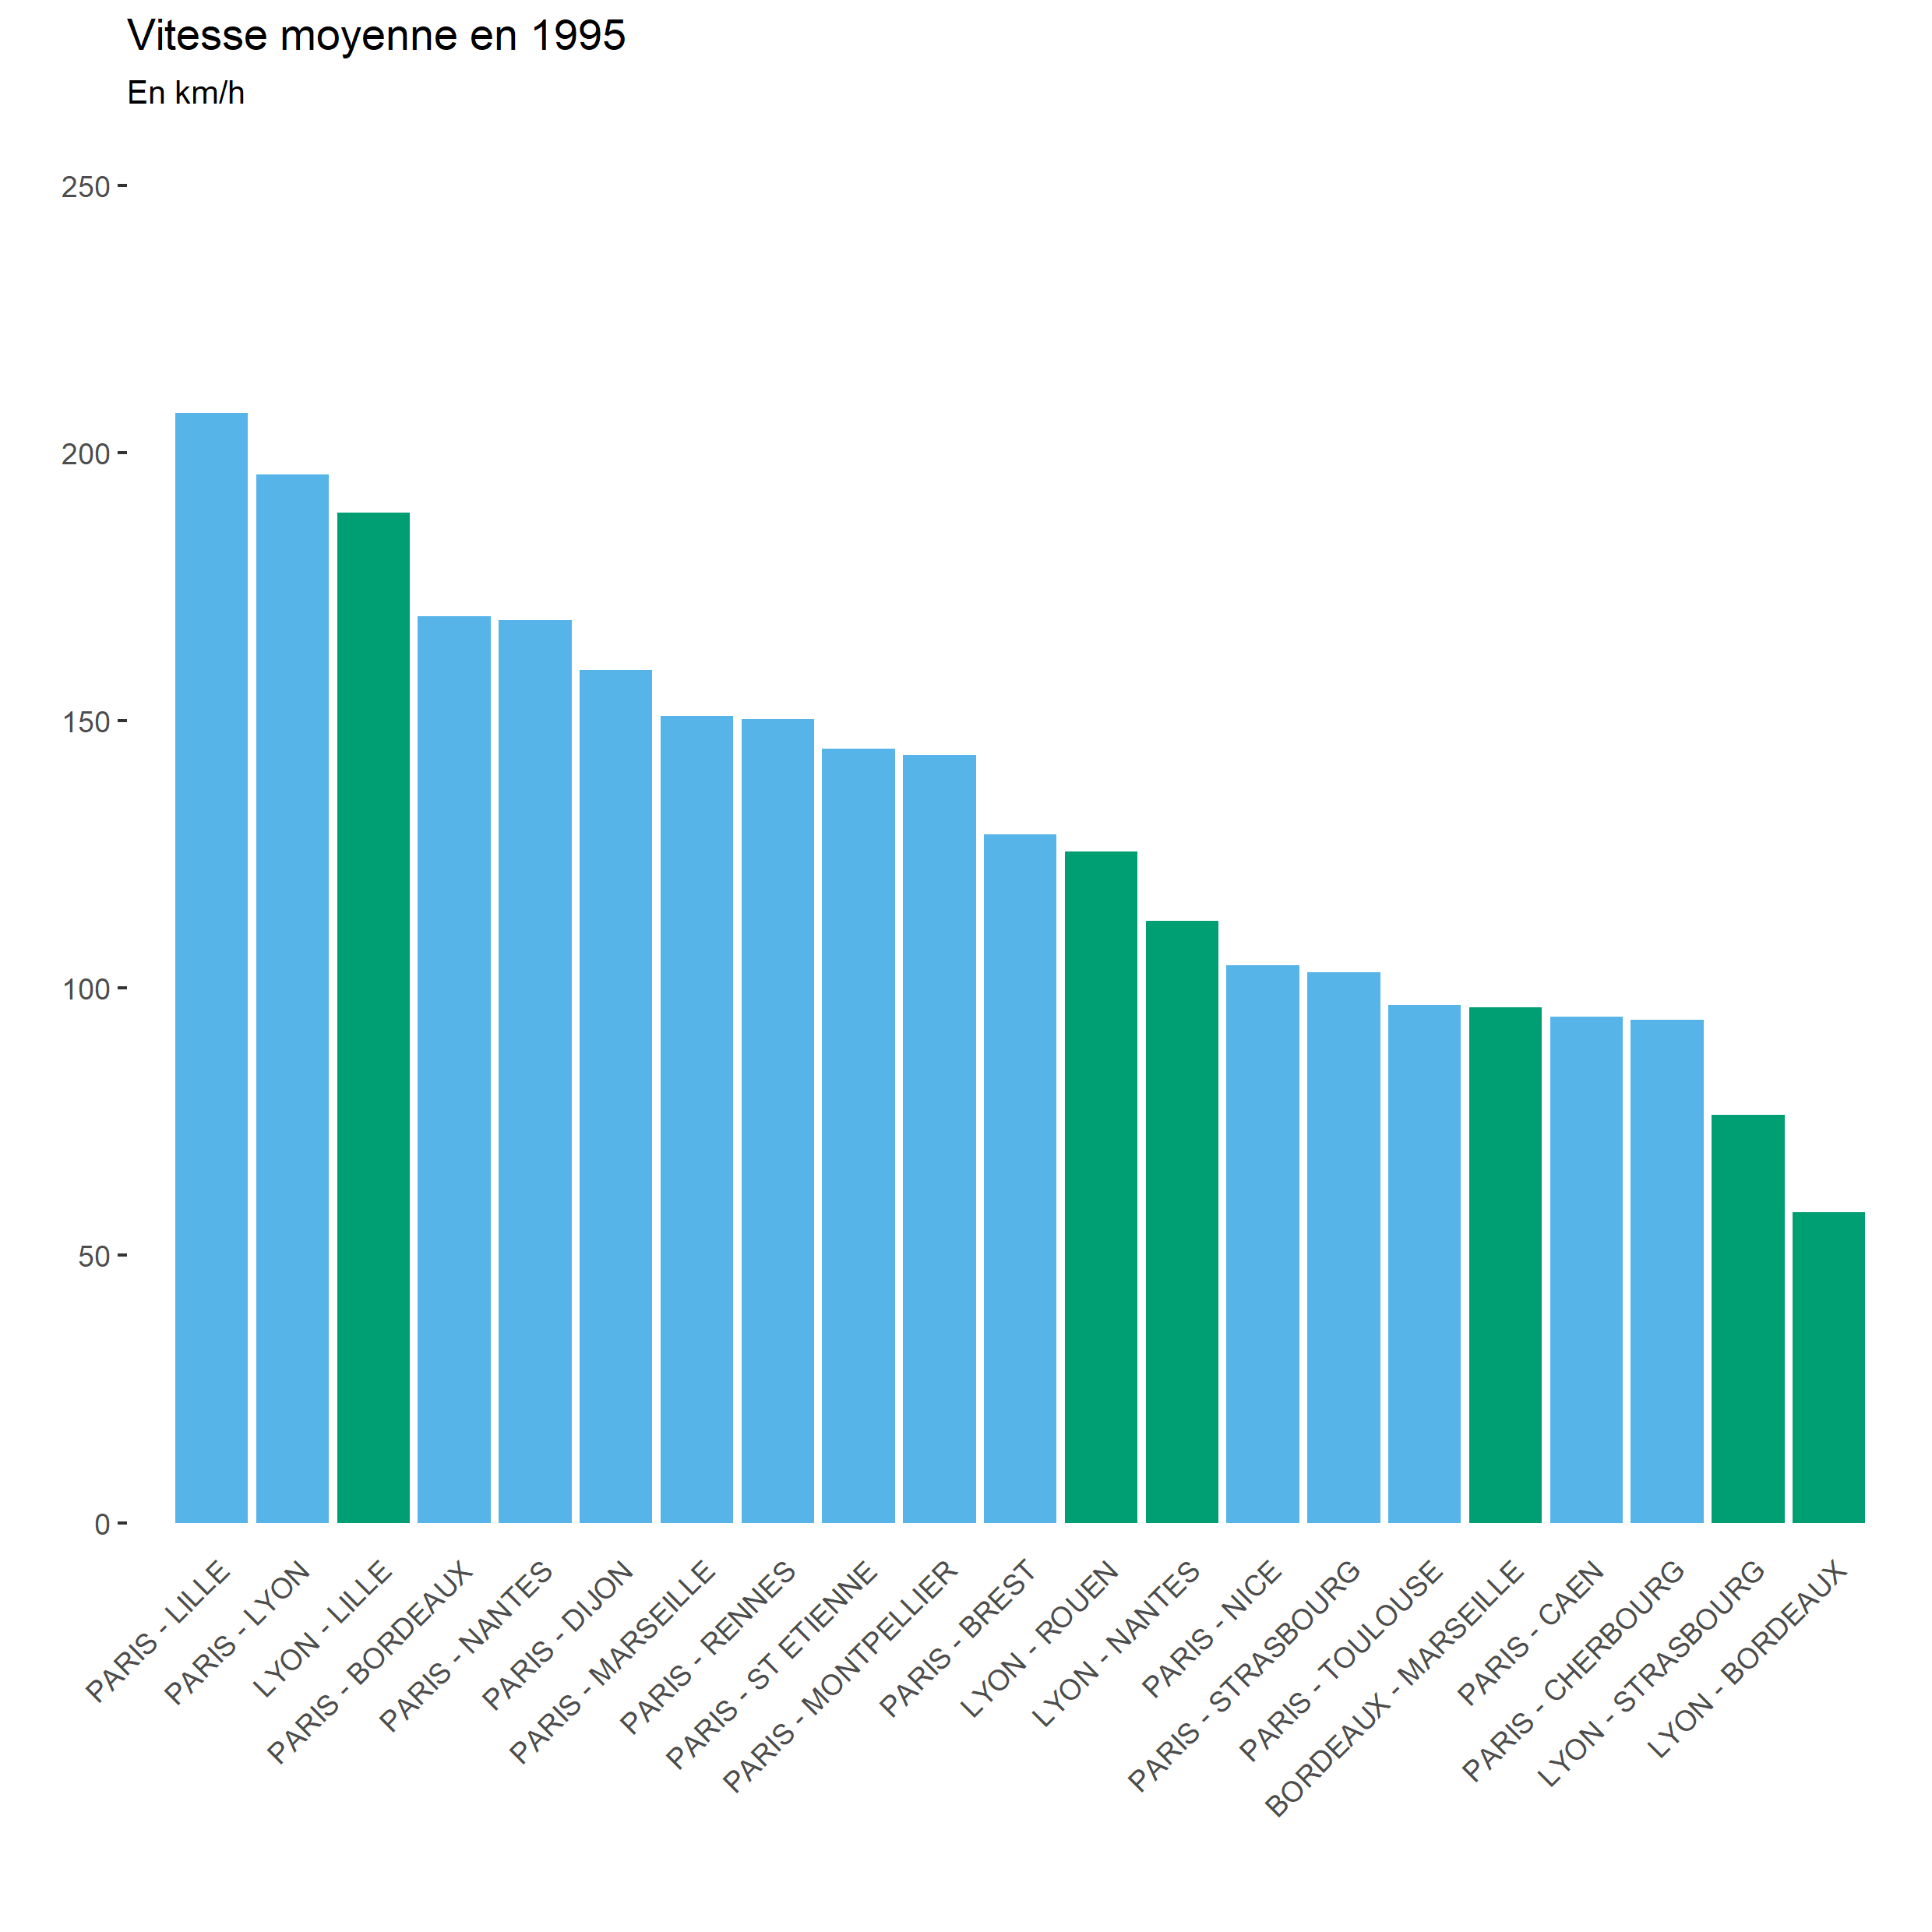 Vitesse moyenne en 1995
En km/h
250
200
150
100
50
0
PARIS - LILLE
PARIS - LYON
LYON - LILLE
PARIS - BORDEAUX
PARIS - NANTES
PARIS - DIJON
PARIS - MARSEILLE
PARIS - RENNES
PARIS - ST ETIENNE
PARIS - MONTPELLIER
PARIS - BREST
LYON - ROUEN
LYON - NANTES
PARIS - NICE
PARIS - STRASBOURG
PARIS - TOULOUSE
BORDEAUX - MARSEILLE
PARIS - CAEN
PARIS - CHERBOURG
LYON - STRASBOURG
LYON - BORDEAUX